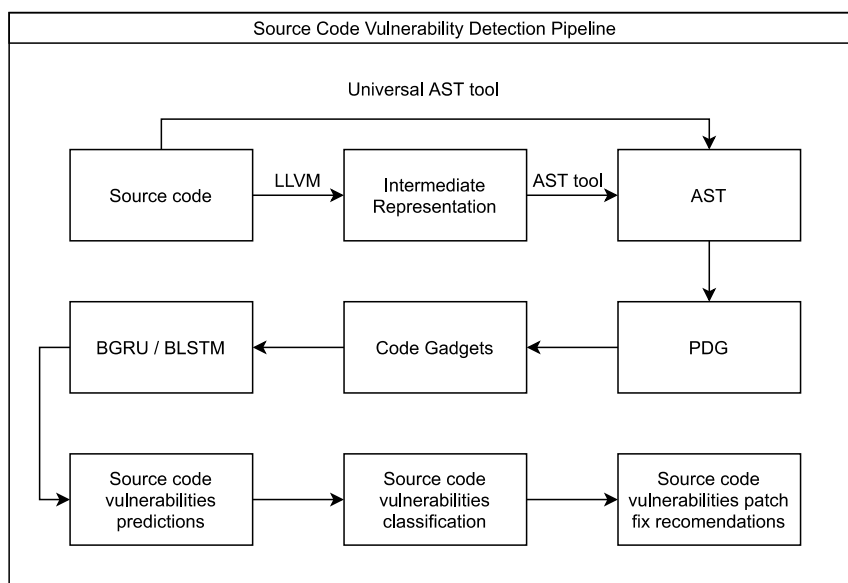 Source Code Vulnerability Detection Pipeline
Universal AST tool
Source code
LLVM
Intermediate
Representation
AST tool
AST
BGRU / BLSTM
Code Gadgets
PDG
Source code
vulnerabilities
predictions
Source code
vulnerabilities
classification
Source code
vulnerabilities patch
fix recomendations